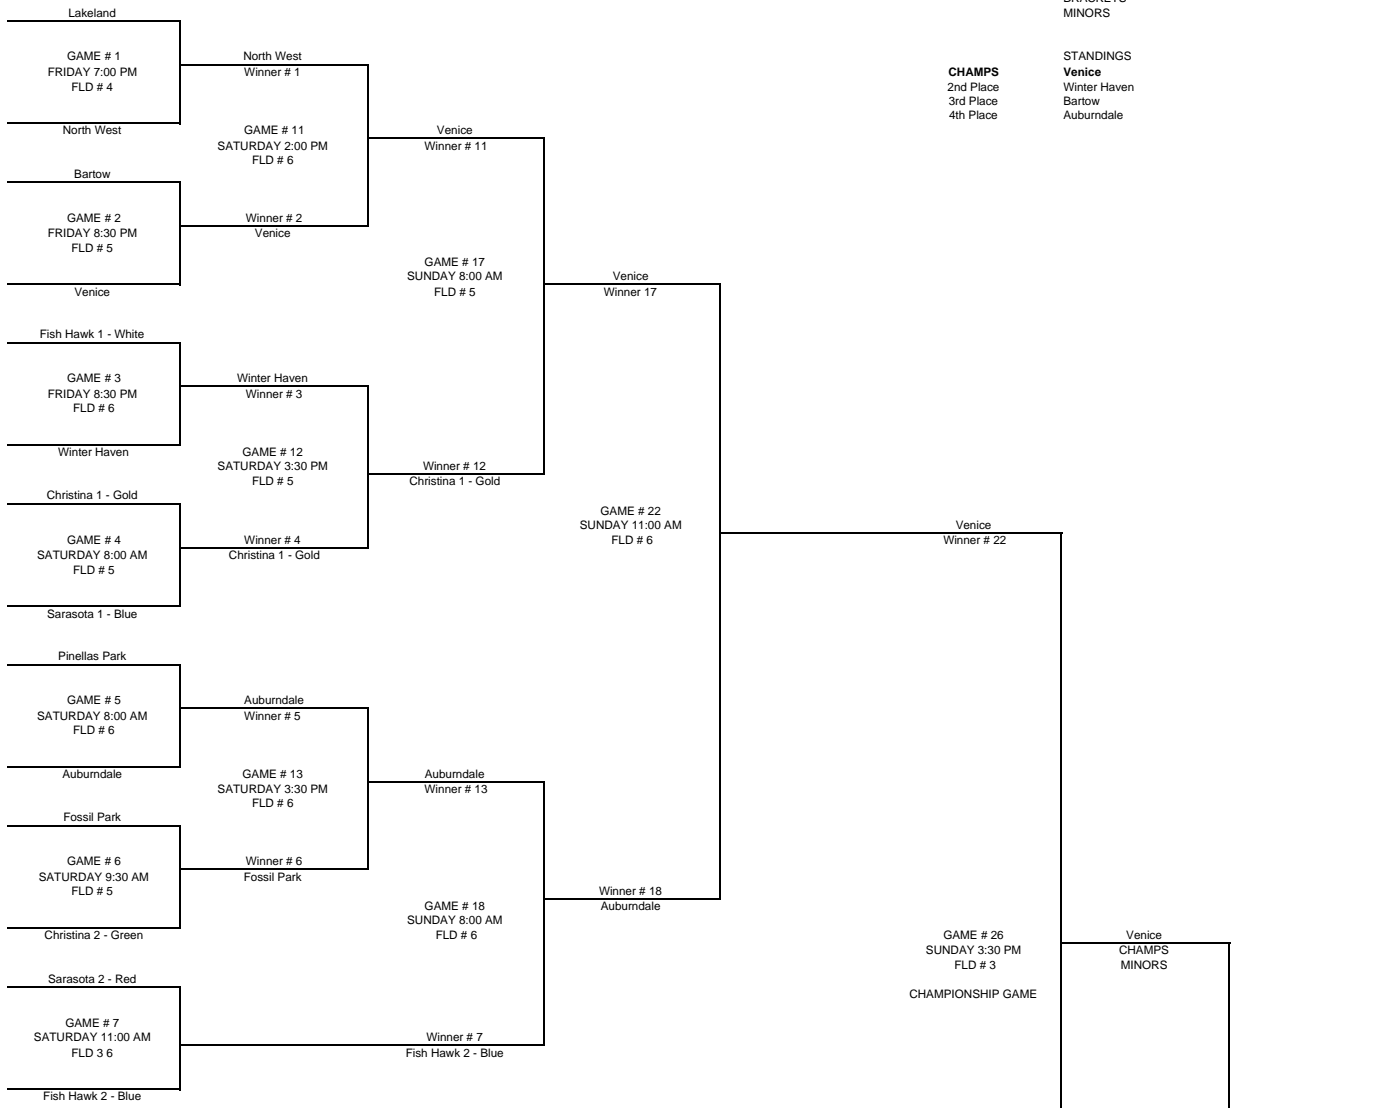 BRACKETS
Lakeland
MINORS
GAME # 1
FRIDAY 7:00 PM
FLD # 4
North West
Winner # 1
STANDINGS
CHAMPS Venice
2nd Place Winter Haven
3rd Place Bartow
4th Place Auburndale
North West
GAME # 11
SATURDAY 2:00 PM
FLD # 6
Venice
Winner # 11
Bartow
GAME # 2
FRIDAY 8:30 PM
FLD # 5
Winner # 2
Venice
Venice
GAME # 17
SUNDAY 8:00 AM
FLD # 5
Venice
Winner 17
Fish Hawk 1 - White
GAME # 3
FRIDAY 8:30 PM
FLD # 6
Winter Haven
Winner # 3
Winter Haven
GAME # 12
SATURDAY 3:30 PM
FLD # 5
Winner # 12
Christina 1 - Gold
Christina 1 - Gold
GAME # 4
SATURDAY 8:00 AM
FLD # 5
Winner # 4
Christina 1 - Gold
GAME # 22
SUNDAY 11:00 AM
FLD # 6
Venice
Winner # 22
Sarasota 1 - Blue
Pinellas Park
GAME # 5
SATURDAY 8:00 AM
FLD # 6
Auburndale
Winner # 5
Auburndale
GAME # 13
SATURDAY 3:30 PM
FLD # 6
Auburndale
Winner # 13
Fossil Park
GAME # 6
SATURDAY 9:30 AM
FLD # 5
Winner # 6
Fossil Park
Christina 2 - Green
GAME # 18
SUNDAY 8:00 AM
FLD # 6
Winner # 18
Auburndale
GAME # 26
SUNDAY 3:30 PM
FLD # 3
CHAMPIONSHIP GAME
Venice
CHAMPS
MINORS
Sarasota 2 - Red
GAME # 7
SATURDAY 11:00 AM
FLD 3 6
Winner # 7
Fish Hawk 2 - Blue
Fish Hawk 2 - Blue